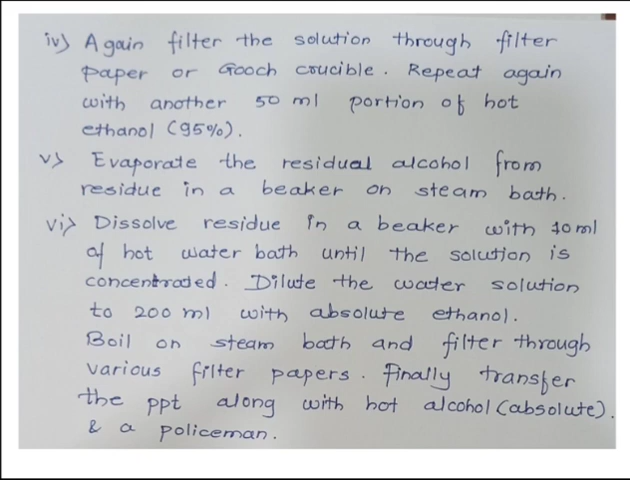 iv) Again filter the solution through filter
paper or Gooch crucible. Repeat again
with another 50 ml portion of hot
ethanol (95%).
v) Evaporate the residual alcohol from
residue in a beaker on steam bath.
vi) Dissolve residue in a beaker with 10 ml
of hot water bath until the solution is
concentrated. Dilute the water solution
to 200 ml with absolute ethanol.
Boil on steam bath and filter through
various filter papers. Finally transfer
the ppt along with hot alcohol (absolute).
& a policeman.